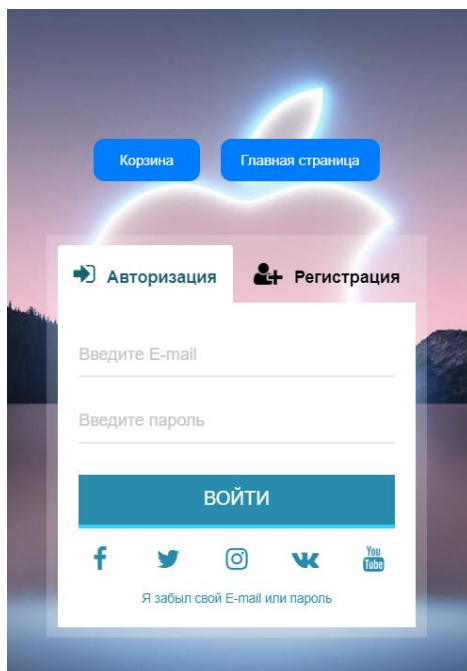 Корзина
Главная страница
Авторизация
Регистрация
Введите E-mail
Введите пароль
ВОЙТИ
You
Tube
Я забыл свой E-mail или пароль